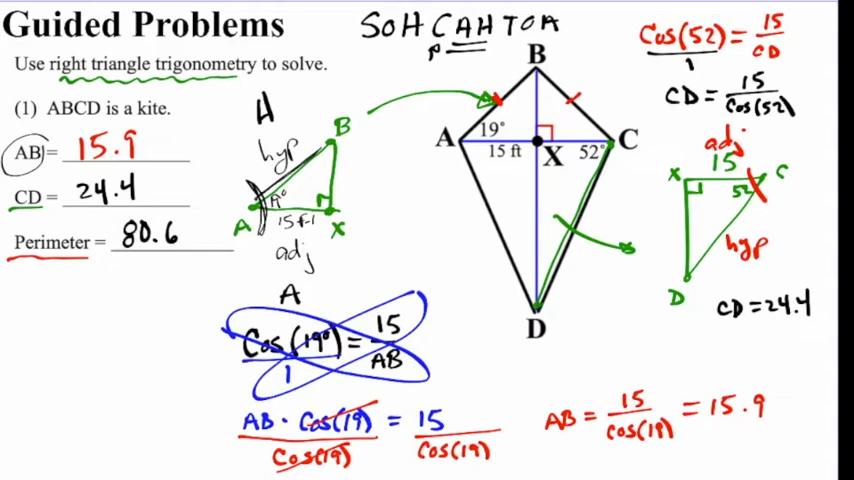 Guided Problems
SOH CAH TOA
Use right triangle trigonometry to solve.
(1) ABCD is a kite.
AB = 15.9
CD = 24.4
Perimeter = 80.6
A
hyp
B
19°
15 ft
A
X
adj
B
A
19°
15 ft
X
52°
C
D
Cos(52) = 15
1 CD
CD = 15
Cos(52)
adj
X 15 C
52
hyp
D
CD = 24.4
A
Cos(19°) = 15
1 AB
AB · Cos(19) = 15
Cos(19) Cos(19)
AB = 15 = 15.9
cos(19)